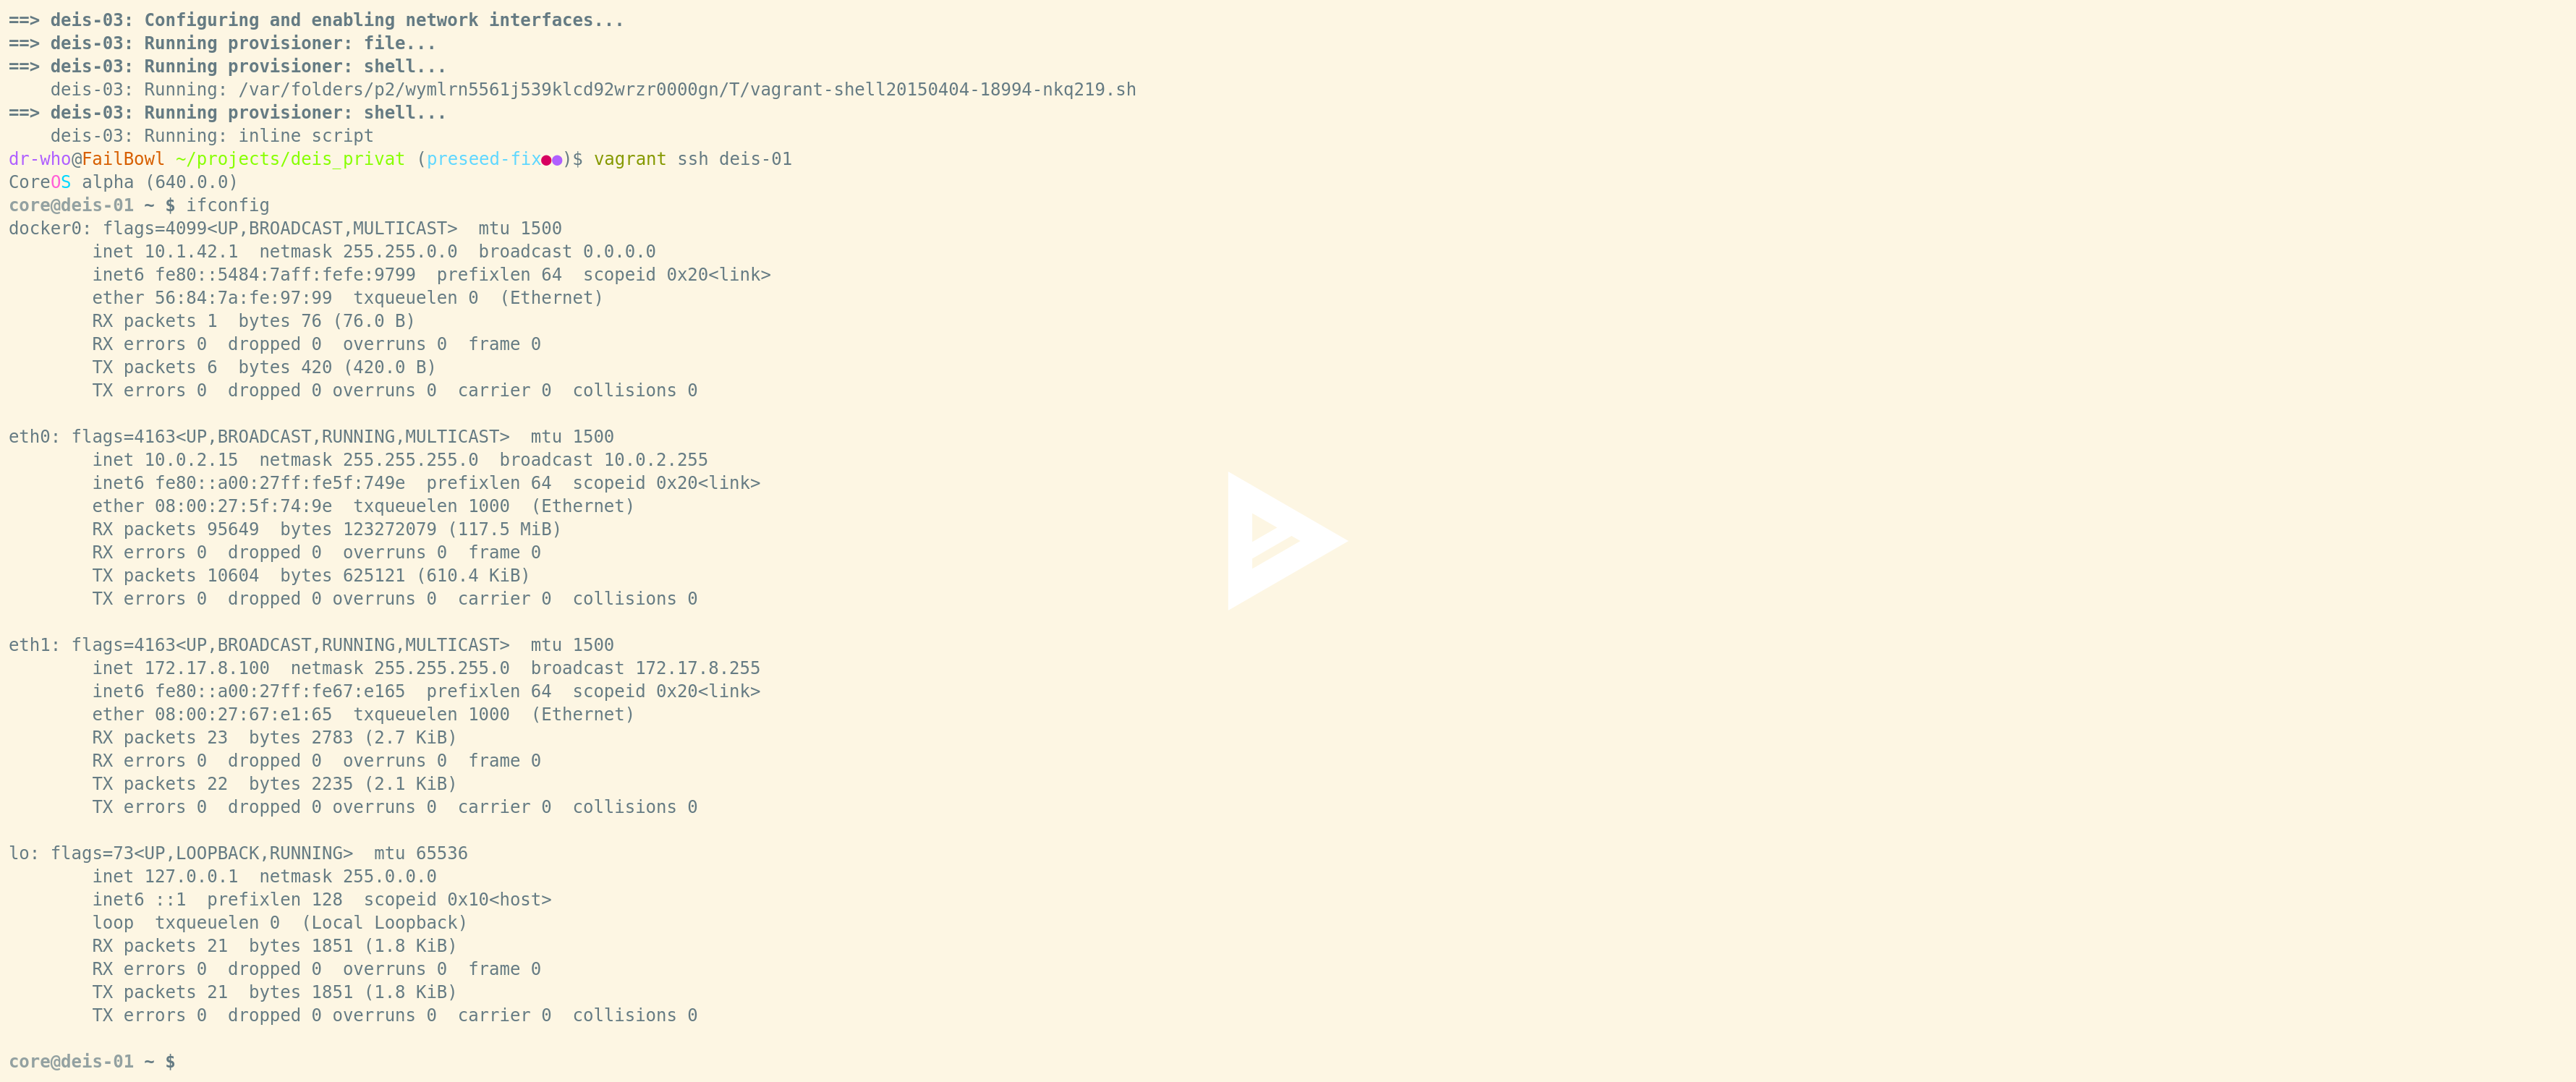 ==> deis-03: Configuring and enabling network interfaces...
==> deis-03: Running provisioner: file...
==> deis-03: Running provisioner: shell...
    deis-03: Running: /var/folders/p2/wymlrn5561j539klcd92wrzr0000gn/T/vagrant-shell20150404-18994-nkq219.sh
==> deis-03: Running provisioner: shell...
    deis-03: Running: inline script
dr-who@FailBowl ~/projects/deis_privat (preseed-fix●●)$ vagrant ssh deis-01
CoreOS alpha (640.0.0)
core@deis-01 ~ $ ifconfig
docker0: flags=4099<UP,BROADCAST,MULTICAST>  mtu 1500
        inet 10.1.42.1  netmask 255.255.0.0  broadcast 0.0.0.0
        inet6 fe80::5484:7aff:fefe:9799  prefixlen 64  scopeid 0x20<link>
        ether 56:84:7a:fe:97:99  txqueuelen 0  (Ethernet)
        RX packets 1  bytes 76 (76.0 B)
        RX errors 0  dropped 0  overruns 0  frame 0
        TX packets 6  bytes 420 (420.0 B)
        TX errors 0  dropped 0 overruns 0  carrier 0  collisions 0

eth0: flags=4163<UP,BROADCAST,RUNNING,MULTICAST>  mtu 1500
        inet 10.0.2.15  netmask 255.255.255.0  broadcast 10.0.2.255
        inet6 fe80::a00:27ff:fe5f:749e  prefixlen 64  scopeid 0x20<link>
        ether 08:00:27:5f:74:9e  txqueuelen 1000  (Ethernet)
        RX packets 95649  bytes 123272079 (117.5 MiB)
        RX errors 0  dropped 0  overruns 0  frame 0
        TX packets 10604  bytes 625121 (610.4 KiB)
        TX errors 0  dropped 0 overruns 0  carrier 0  collisions 0

eth1: flags=4163<UP,BROADCAST,RUNNING,MULTICAST>  mtu 1500
        inet 172.17.8.100  netmask 255.255.255.0  broadcast 172.17.8.255
        inet6 fe80::a00:27ff:fe67:e165  prefixlen 64  scopeid 0x20<link>
        ether 08:00:27:67:e1:65  txqueuelen 1000  (Ethernet)
        RX packets 23  bytes 2783 (2.7 KiB)
        RX errors 0  dropped 0  overruns 0  frame 0
        TX packets 22  bytes 2235 (2.1 KiB)
        TX errors 0  dropped 0 overruns 0  carrier 0  collisions 0

lo: flags=73<UP,LOOPBACK,RUNNING>  mtu 65536
        inet 127.0.0.1  netmask 255.0.0.0
        inet6 ::1  prefixlen 128  scopeid 0x10<host>
        loop  txqueuelen 0  (Local Loopback)
        RX packets 21  bytes 1851 (1.8 KiB)
        RX errors 0  dropped 0  overruns 0  frame 0
        TX packets 21  bytes 1851 (1.8 KiB)
        TX errors 0  dropped 0 overruns 0  carrier 0  collisions 0

core@deis-01 ~ $